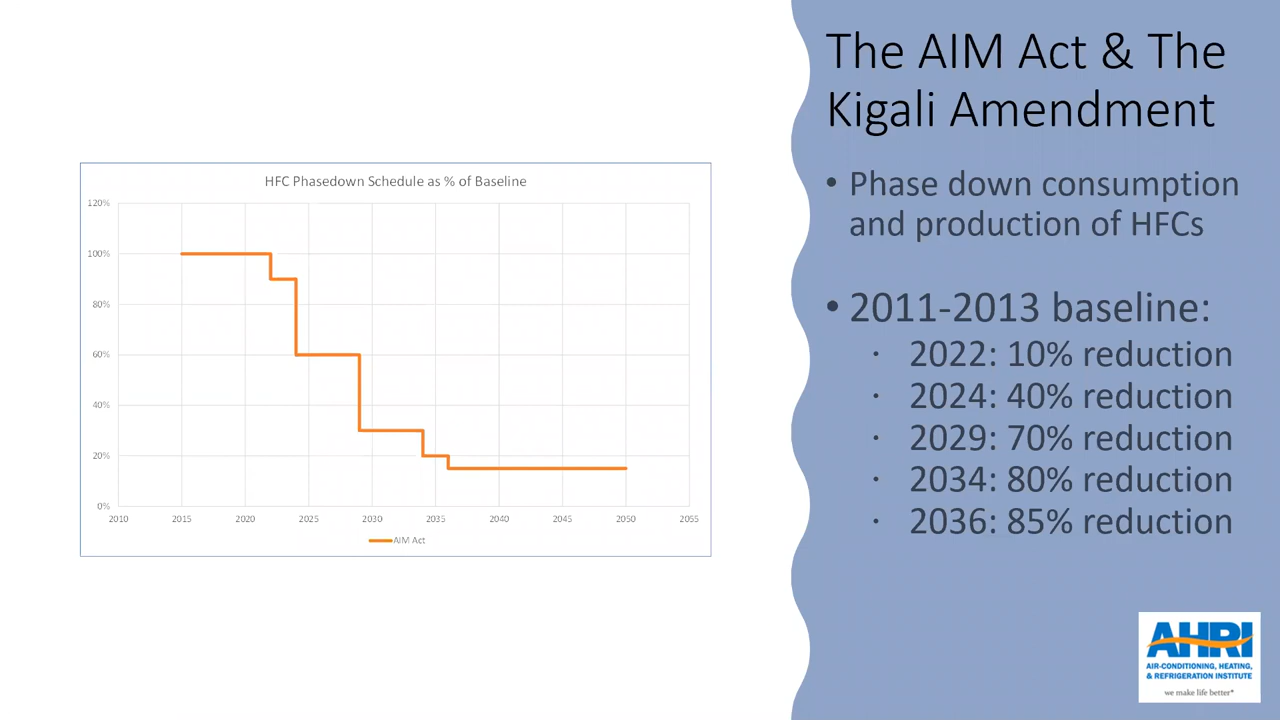 The AIM Act & The
Kigali Amendment
• Phase down consumption
and production of HFCs
• 2011-2013 baseline:
· 2022: 10% reduction
· 2024: 40% reduction
· 2029: 70% reduction
· 2034: 80% reduction
· 2036: 85% reduction
HFC Phasedown Schedule as % of Baseline
120%
100%
80%
60%
40%
20%
0%
2010 2015 2020 2025 2030 2035 2040 2045 2050 2055
AIM Act
AHRI
AIR-CONDITIONING, HEATING,
& REFRIGERATION INSTITUTE
we make life better®